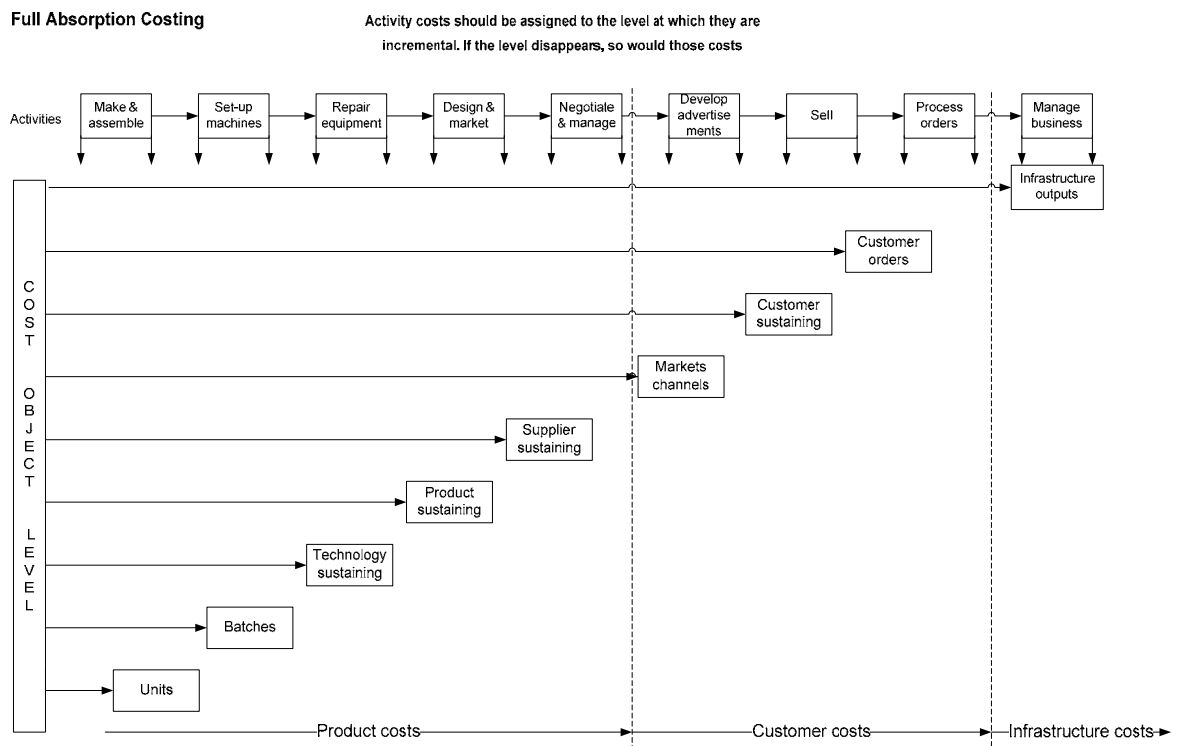 Full Absorption Costing
Activity costs should be assigned to the level at which they are
incremental. If the level disappears, so would those costs
Activities
Make &
assemble
Set-up
machines
Repair
equipment
Design &
market
Negotiate
& manage
Develop
advertise
ments
Sell
Process
orders
Manage
business
Infrastructure
outputs
Customer
orders
Customer
sustaining
Markets
channels
Supplier
sustaining
Product
sustaining
Technology
sustaining
Batches
Units
COST OBJECT LEVEL
Product costs
Customer costs
Infrastructure costs